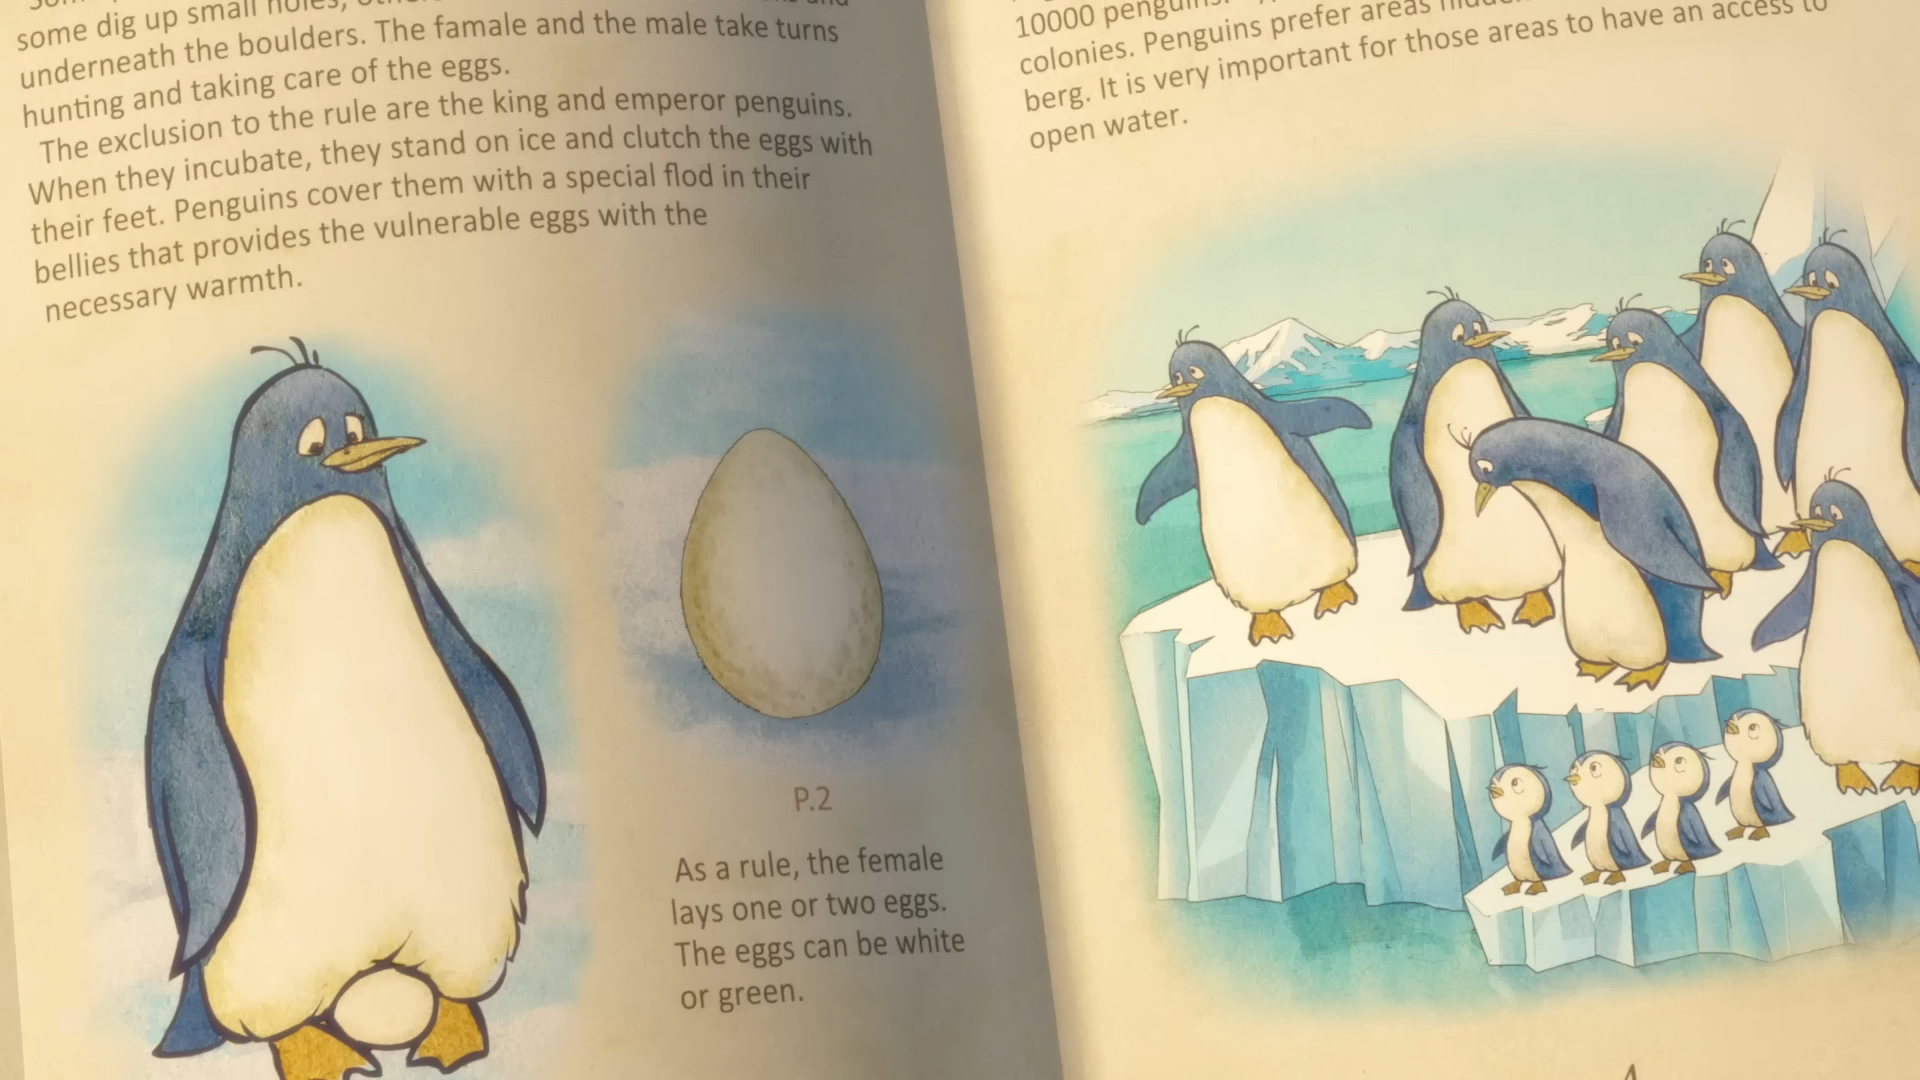 some dig up small holes,
underneath the boulders. The famale and the male take turns
hunting and taking care of the eggs.
The exclusion to the rule are the king and emperor penguins.
When they incubate, they stand on ice and clutch the eggs with
their feet. Penguins cover them with a special flod in their
bellies that provides the vulnerable eggs with the
necessary warmth.
P.2
As a rule, the female
lays one or two eggs.
The eggs can be white
or green.
10000 penguins.
colonies. Penguins prefer areas
berg. It is very important for those areas to have an access to
open water.